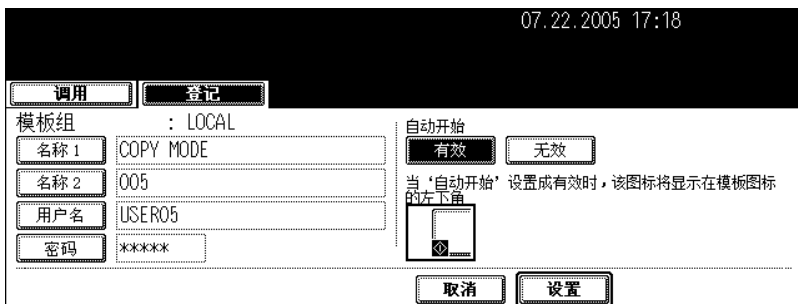 07.22.2005 17:18
调用 登记
模板组 : LOCAL
名称 1 COPY MODE
名称 2 005
用户名 USER05
密码 *****
自动开始
有效 无效
当‘自动开始’设置成有效时，该图标将显示在模板图标
的左下角
取消 设置